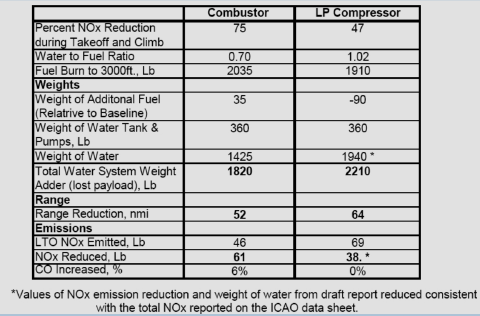 Combustor LP Compressor
Percent NOx Reduction during Takeoff and Climb 75 47
Water to Fuel Ratio 0.70 1.02
Fuel Burn to 3000ft., Lb 2035 1910
Weights
Weight of Additonal Fuel (Relatrive to Baseline) 35 -90
Weight of Water Tank & Pumps, Lb 360 360
Weight of Water 1425 1940 *
Total Water System Weight Adder (lost payload), Lb 1820 2210
Range
Range Reduction, nmi 52 64
Emissions
LTO NOx Emitted, Lb 46 69
NOx Reduced, Lb 61 38. *
CO Increased, % 6% 0%
*Values of NOx emission reduction and weight of water from draft report reduced consistent
with the total NOx reported on the ICAO data sheet.